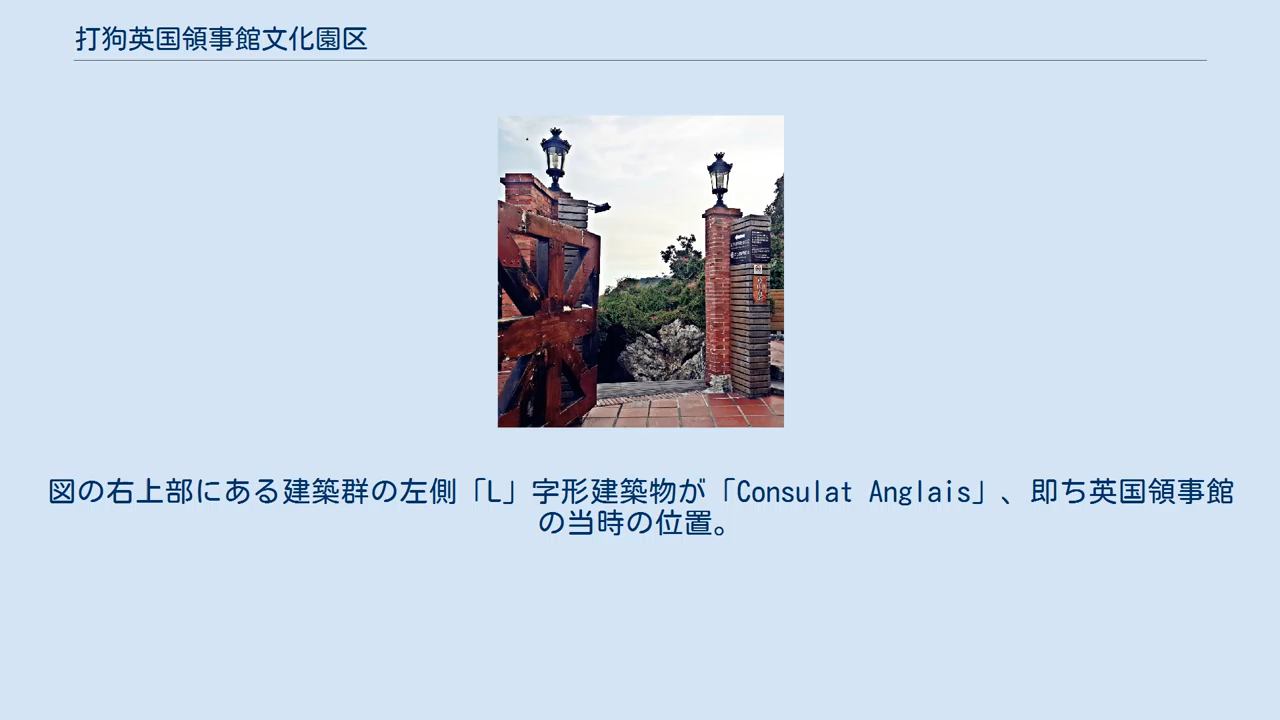 打狗英国領事館文化園区
図の右上部にある建築群の左側「L」字形建築物が「Consulat Anglais」、即ち英国領事館
の当時の位置。